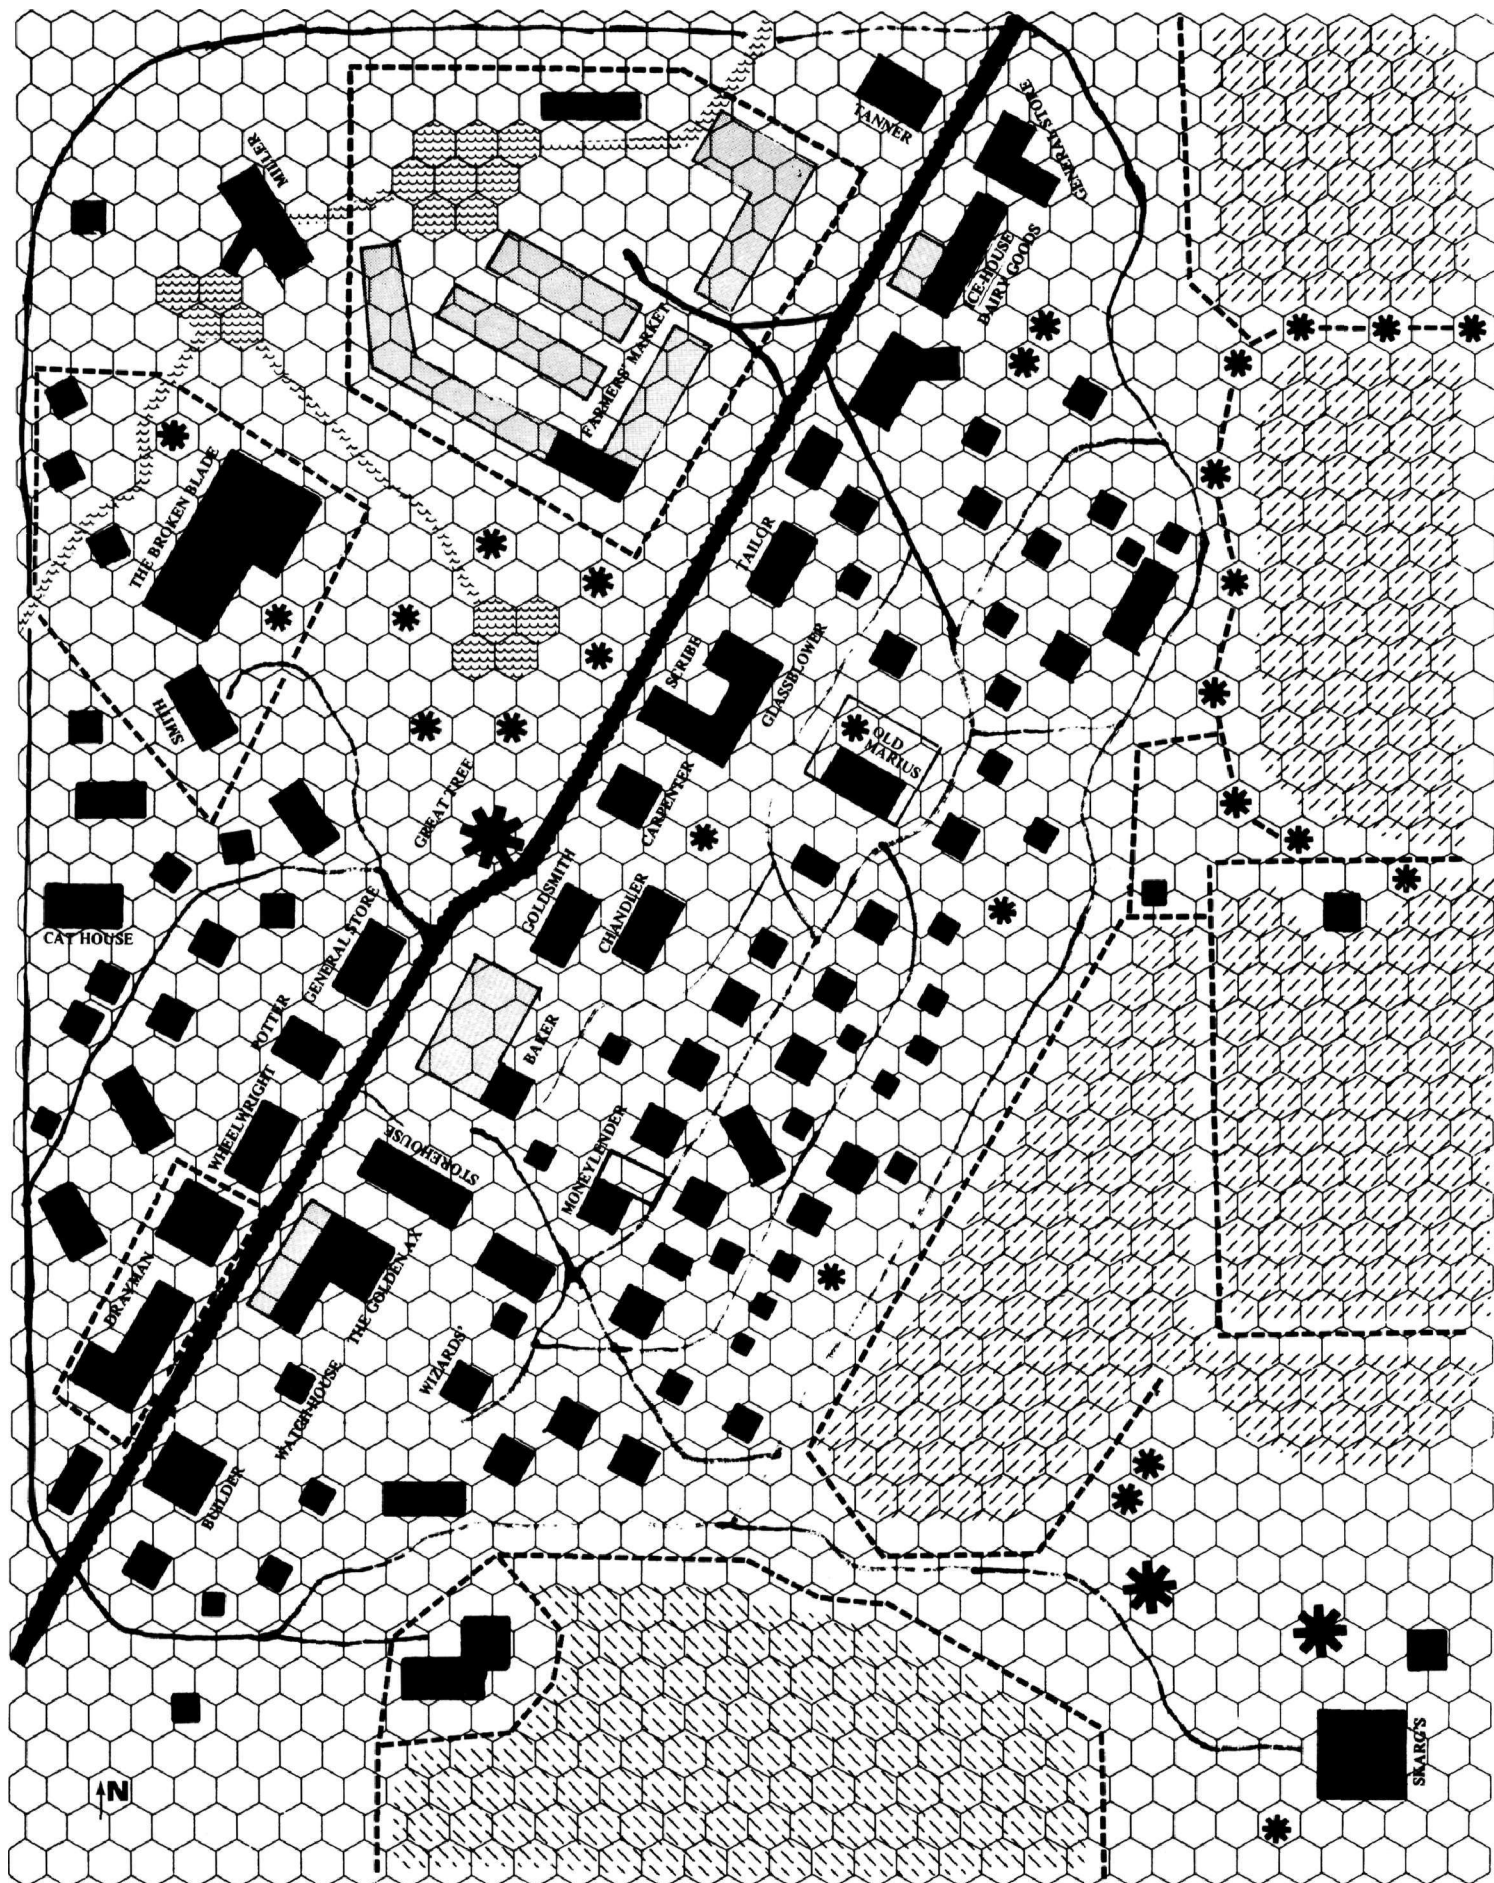 TANNER
GENERAL STORE
MILLER
ICE-HOUSE
DAIRY GOODS
FARMERS' MARKET
THE BROKEN BLADE
TAILOR
SCRIBE
GLASSBLOWER
SMITH
OLD
MARIUS
GREAT TREE
CARPENTER
GOLDSMITH
CHANDLER
CAT HOUSE
GENERAL STORE
POTTER
BAKER
WHEELWRIGHT
STOREHOUSE
MONEYLENDER
DRAYMAN
THE GOLDEN AX
WIZARDS'
WATCH-HOUSE
BUILDER
SKARG'S
N